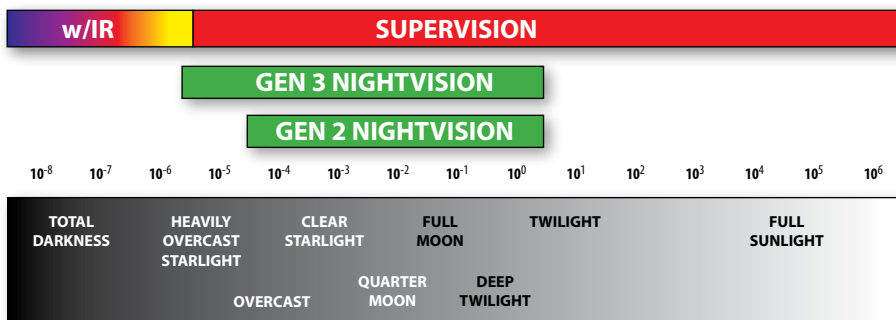 w/IR SUPERVISION
GEN 3 NIGHTVISION
GEN 2 NIGHTVISION
10⁻⁸ 10⁻⁷ 10⁻⁶ 10⁻⁵ 10⁻⁴ 10⁻³ 10⁻² 10⁻¹ 10⁰ 10¹ 10² 10³ 10⁴ 10⁵ 10⁶
TOTAL
DARKNESS
HEAVILY
OVERCAST
STARLIGHT
OVERCAST
CLEAR
STARLIGHT
QUARTER
MOON
FULL
MOON
DEEP
TWILIGHT
TWILIGHT
FULL
SUNLIGHT